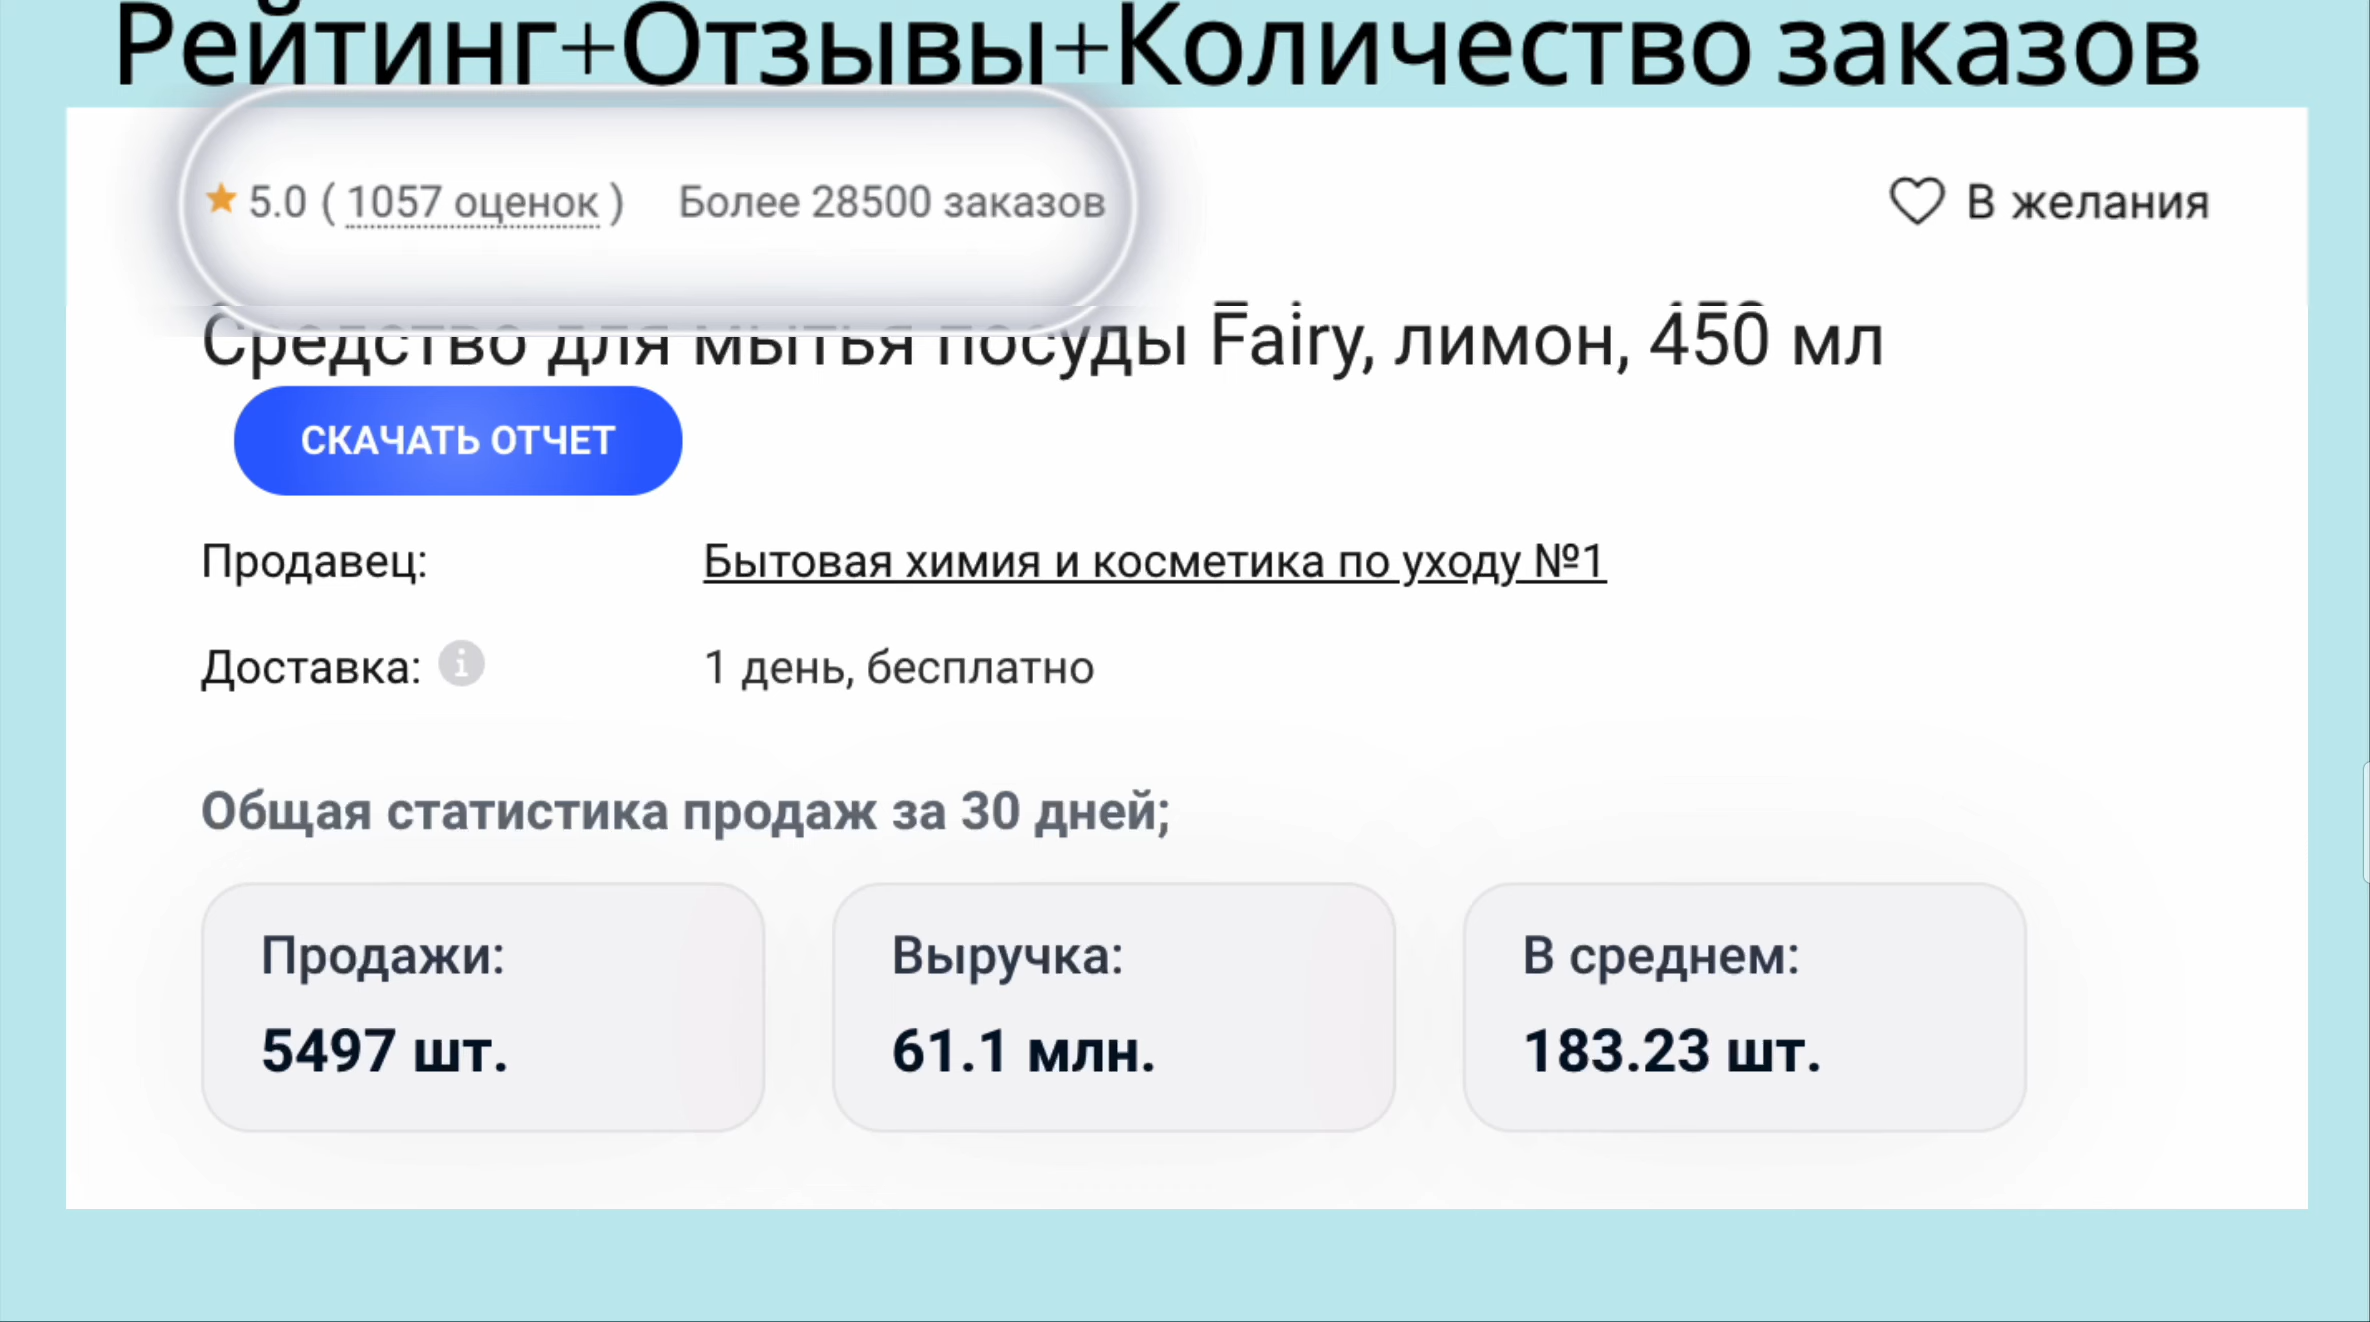 Рейтинг+Отзывы+Количество заказов
5.0 ( 1057 оценок ) Более 28500 заказов
В желания
Средство для мытья посуды Fairy, лимон, 450 мл
СКАЧАТЬ ОТЧЕТ
Продавец: Бытовая химия и косметика по уходу №1
Доставка: 1 день, бесплатно
Общая статистика продаж за 30 дней;
Продажи:
5497 шт.
Выручка:
61.1 млн.
В среднем:
183.23 шт.